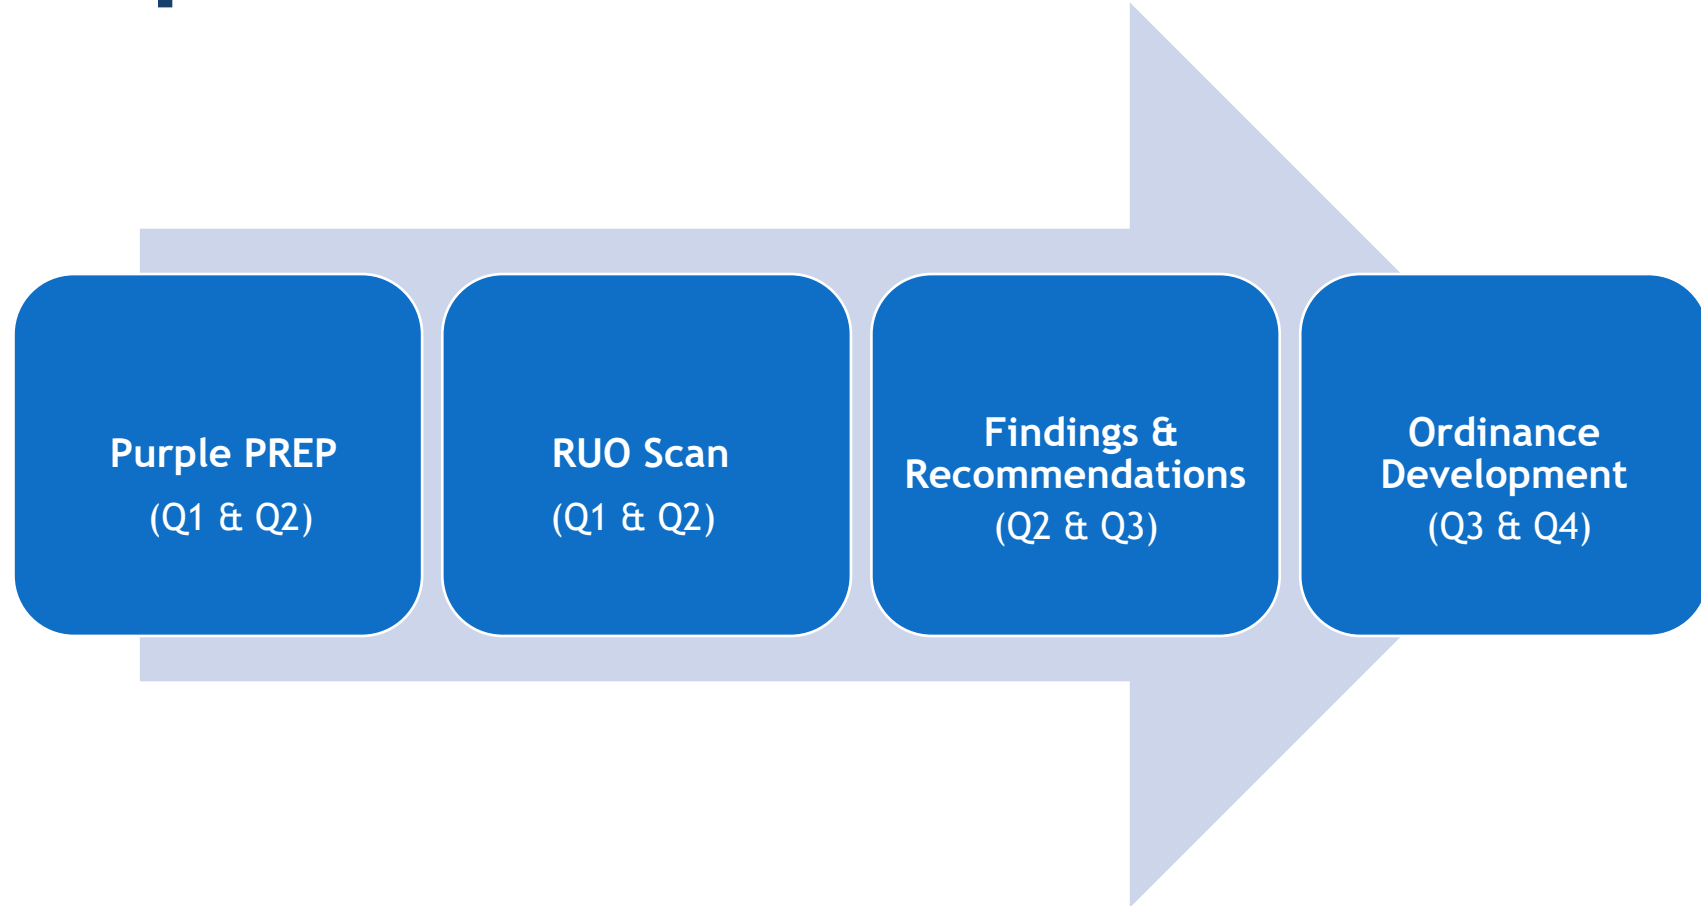 Purple PREP
(Q1 & Q2)
RUO Scan
(Q1 & Q2)
Findings &
Recommendations
(Q2 & Q3)
Ordinance
Development
(Q3 & Q4)